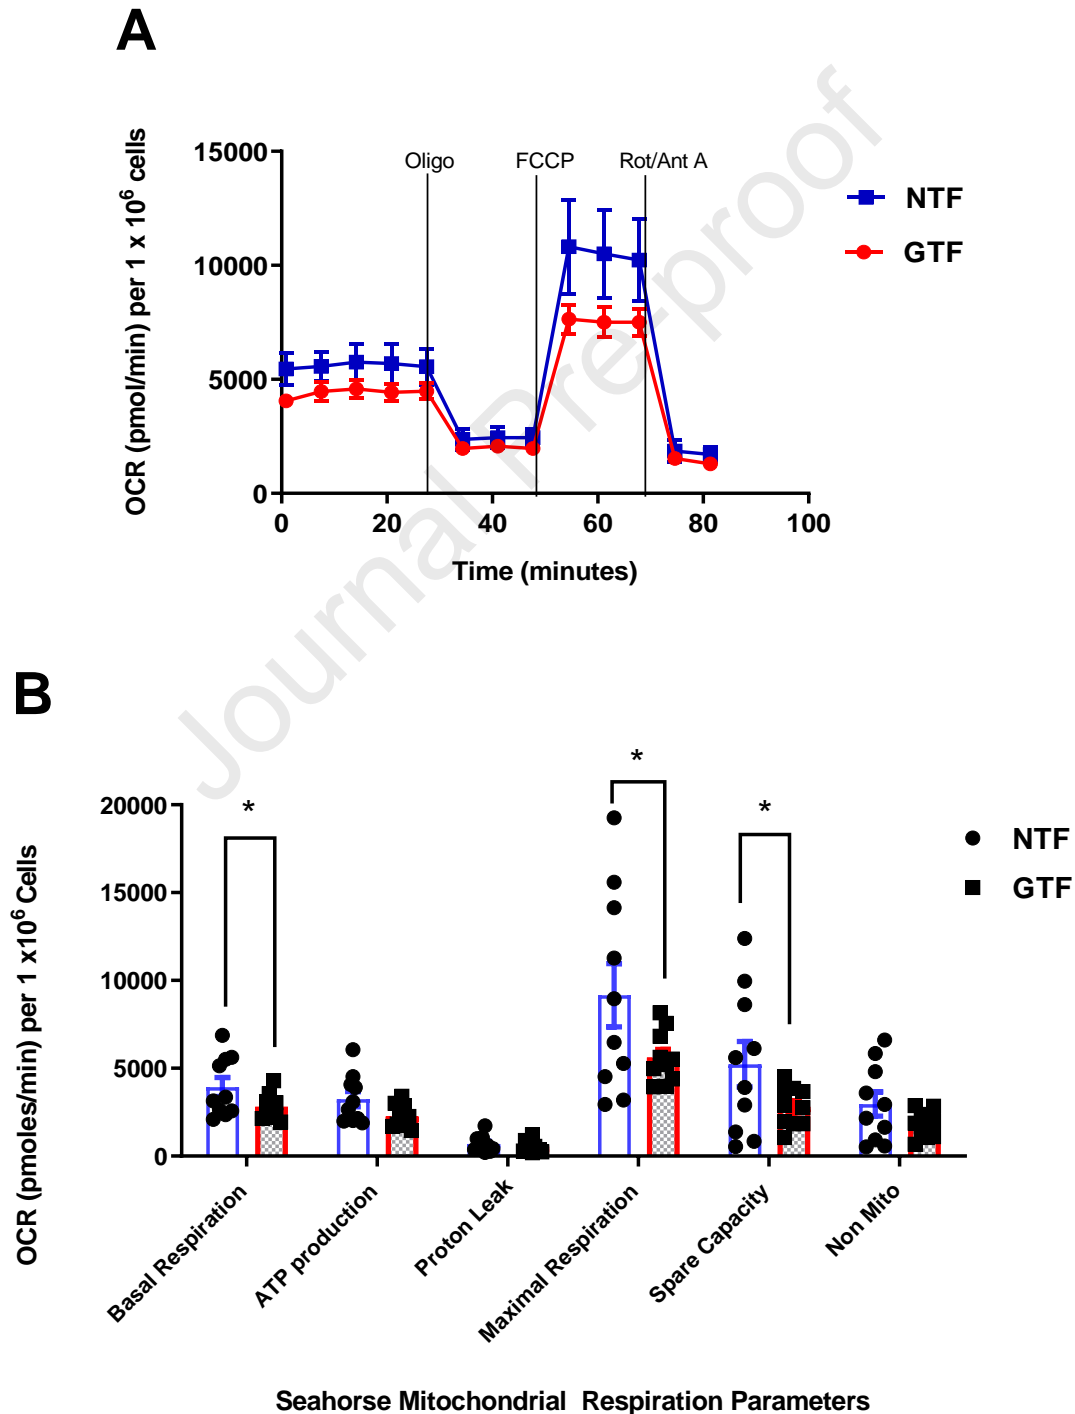 A
OCR (pmol/min) per 1 x 10⁶ cells
15000
10000
5000
0
Oligo
FCCP
Rot/Ant A
NTF
GTF
0 20 40 60 80 100
Time (minutes)
Journal Pre-proof
B
OCR (pmoles/min) per 1 x10⁶ Cells
20000
15000
10000
5000
0
*
*
*
NTF
GTF
Basal Respiration
ATP production
Proton Leak
Maximal Respiration
Spare Capacity
Non Mito
Seahorse Mitochondrial Respiration Parameters